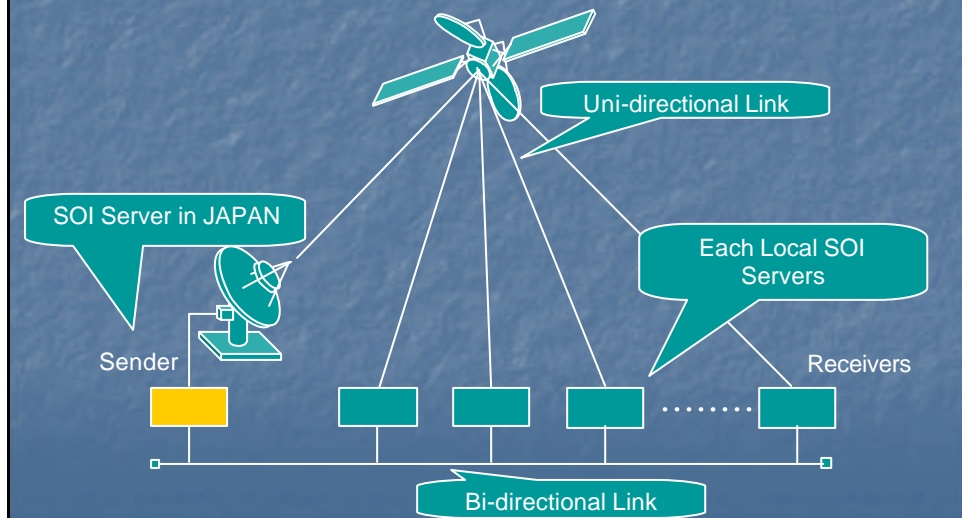 Uni-directional Link
SOI Server in JAPAN
Each Local SOI
Servers
Sender
Receivers
Bi-directional Link